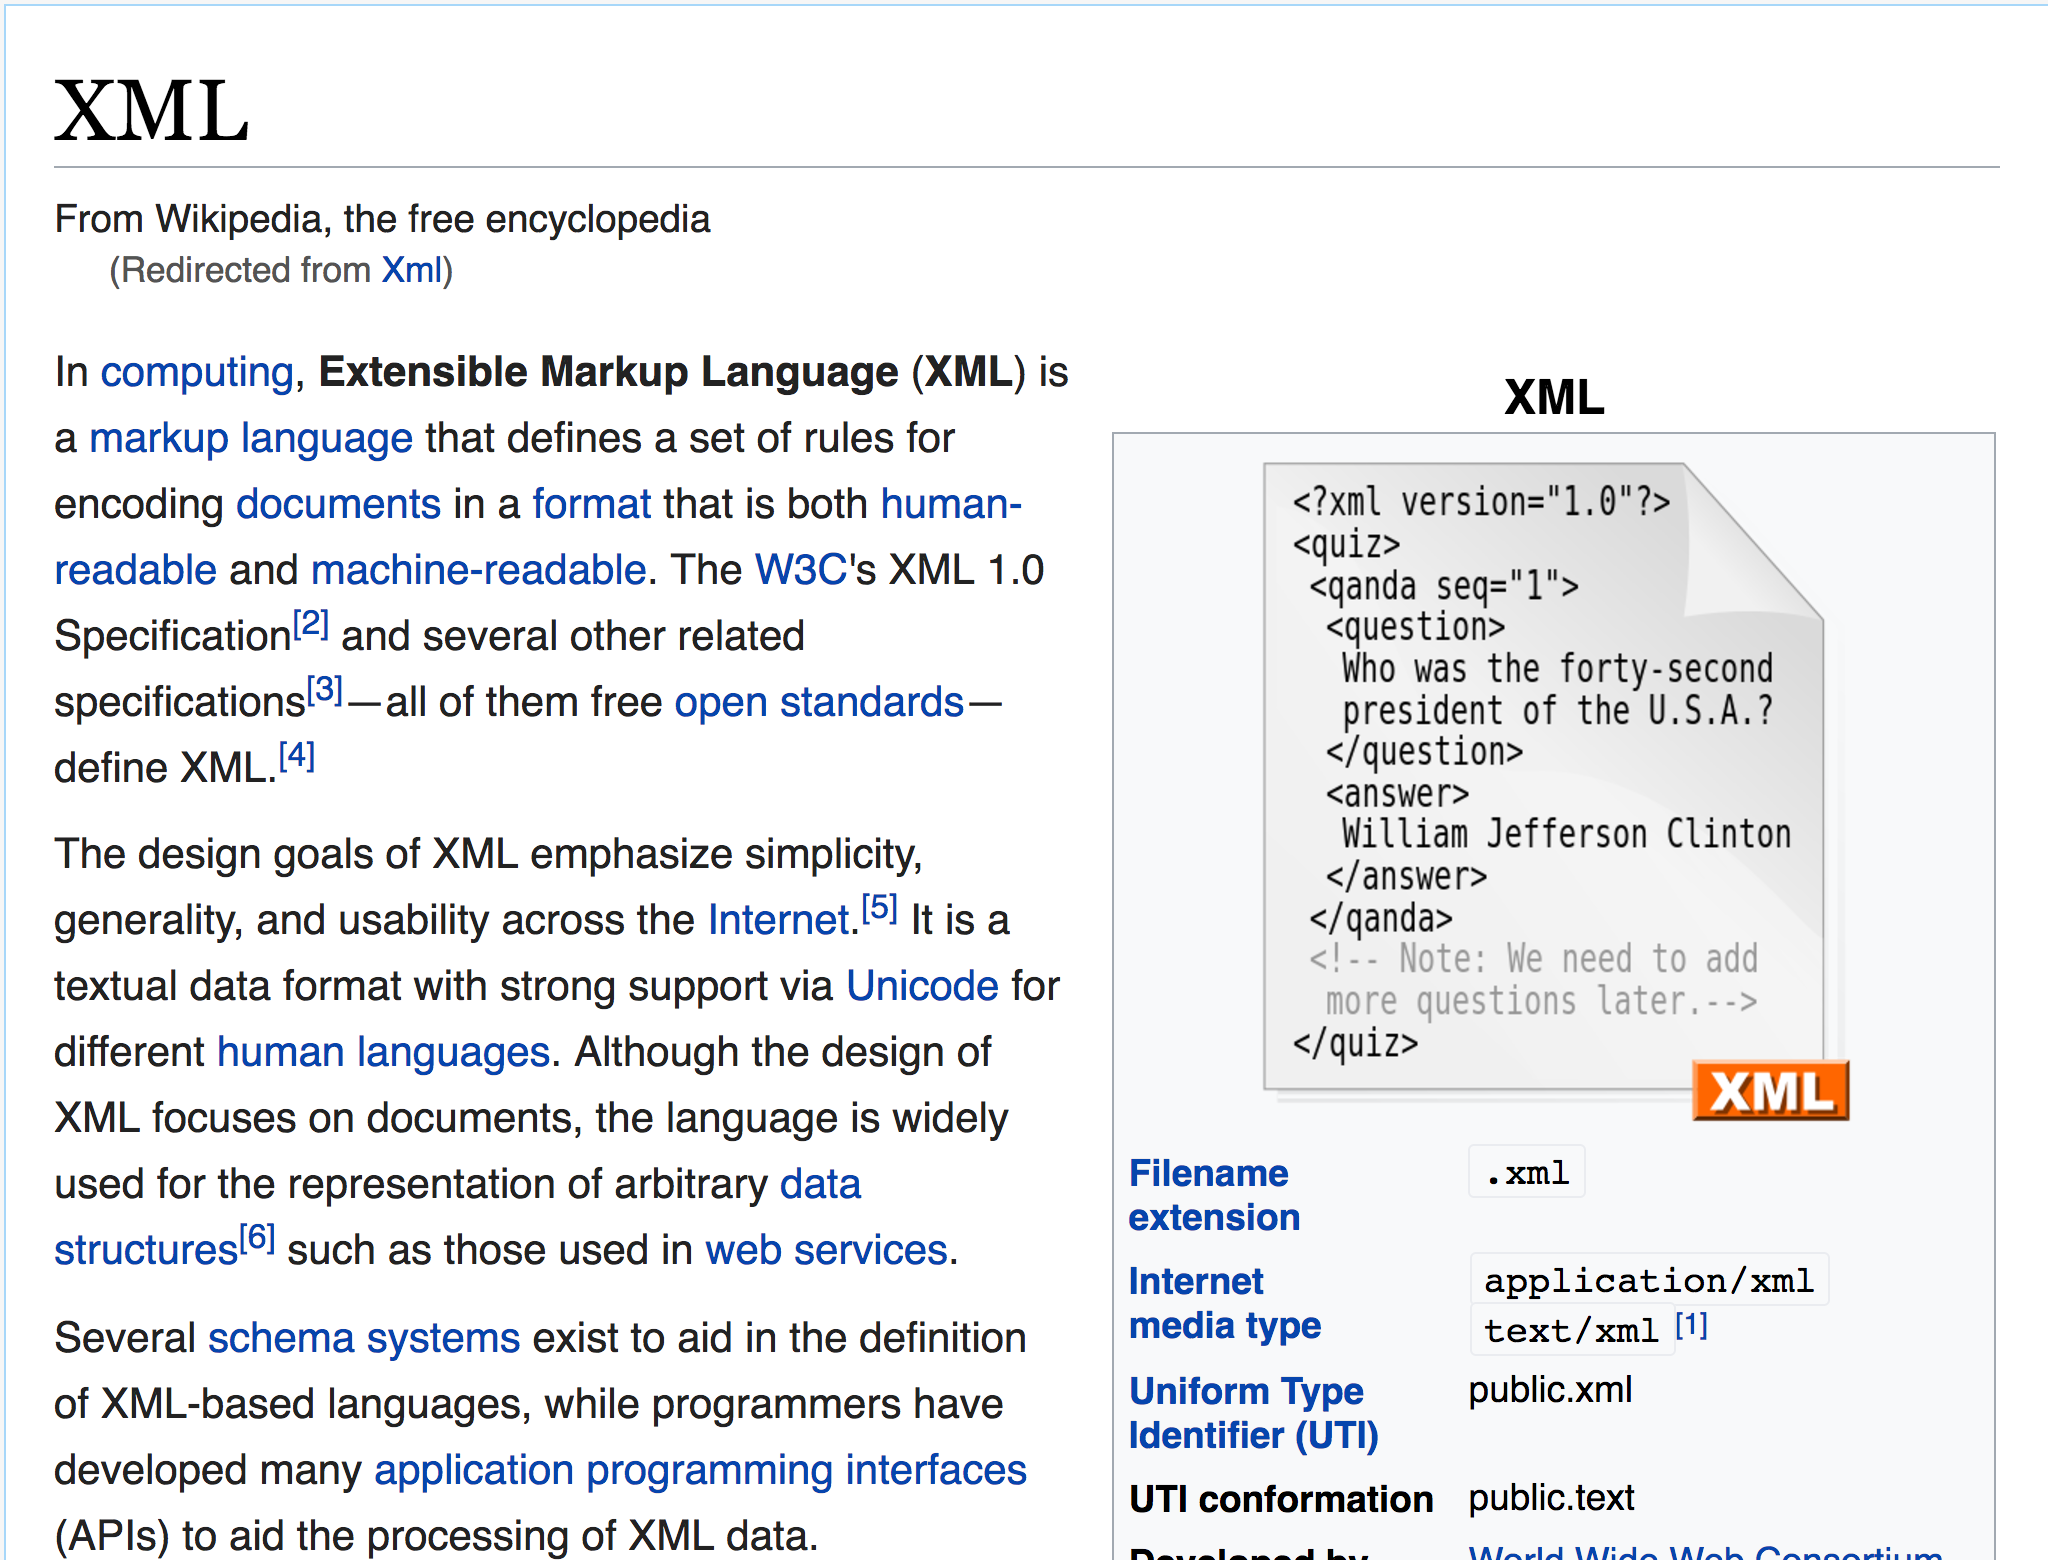 XML
From Wikipedia, the free encyclopedia
(Redirected from Xml)
In computing, Extensible Markup Language (XML) is
a markup language that defines a set of rules for
encoding documents in a format that is both human-
readable and machine-readable. The W3C's XML 1.0
Specification[2] and several other related
specifications[3]—all of them free open standards—
define XML.[4]
The design goals of XML emphasize simplicity,
generality, and usability across the Internet.[5] It is a
textual data format with strong support via Unicode for
different human languages. Although the design of
XML focuses on documents, the language is widely
used for the representation of arbitrary data
structures[6] such as those used in web services.
Several schema systems exist to aid in the definition
of XML-based languages, while programmers have
developed many application programming interfaces
(APIs) to aid the processing of XML data.
XML
<?xml version="1.0"?>
<quiz>
<qanda seq="1">
<question>
Who was the forty-second
president of the U.S.A.?
</question>
<answer>
William Jefferson Clinton
</answer>
</qanda>
<!-- Note: We need to add
more questions later.-->
</quiz>
XML
Filename extension .xml
Internet media type application/xml
text/xml [1]
Uniform Type Identifier (UTI) public.xml
UTI conformation public.text
Developed by World Wide Web Consortium